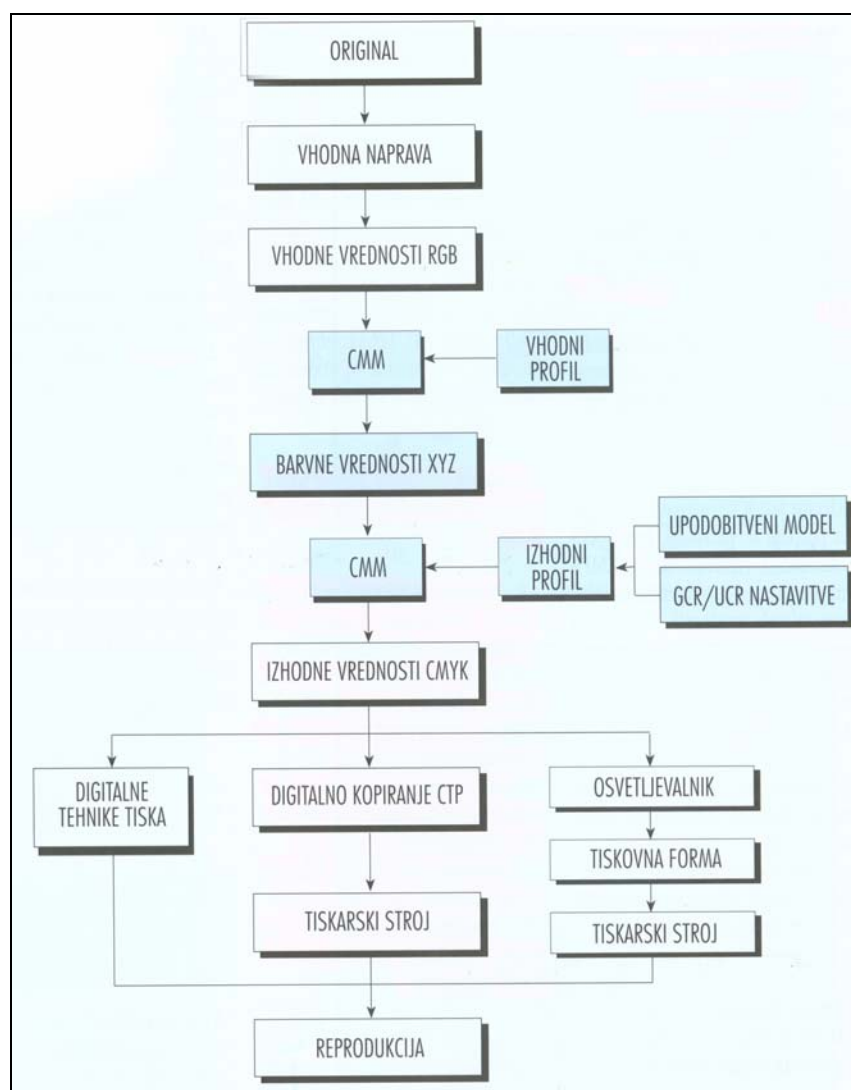 ORIGINAL
VHODNA NAPRAVA
VHODNE VREDNOSTI RGB
CMM
VHODNI
PROFIL
BARVNE VREDNOSTI XYZ
CMM
IZHODNI
PROFIL
UPODOBITVENI MODEL
GCR/UCR NASTAVITVE
IZHODNE VREDNOSTI CMYK
DIGITALNE
TEHNIKE TISKA
DIGITALNO KOPIRANJE CTP
OSVETLJEVALNIK
TISKOVNA FORMA
TISKARSKI STROJ
TISKARSKI STROJ
REPRODUKCIJA